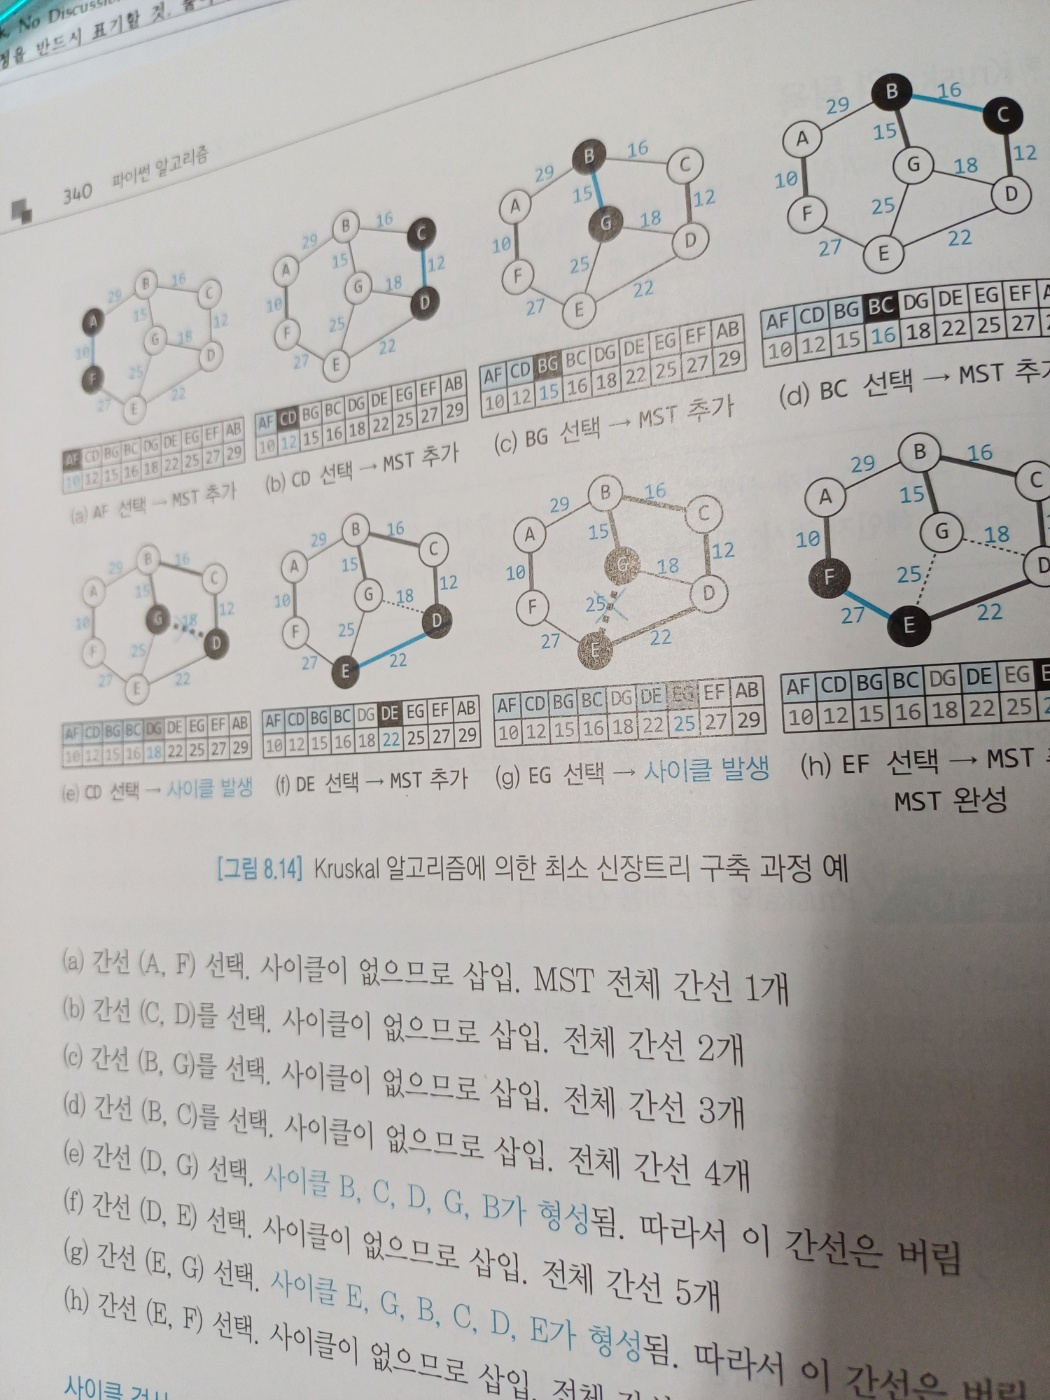 No Discussion
정을 반드시 표기할 것.
340 파이썬 알고리즘
A B C D E F G
29 16 15 12 10 18 25 22 27
AF CD BG BC DG DE EG EF AB
10 12 15 16 18 22 25 27 29
(a) AF 선택 → MST 추가
A B C D E F G
29 16 15 12 10 18 25 22 27
AF CD BG BC DG DE EG EF AB
10 12 15 16 18 22 25 27 29
(b) CD 선택 → MST 추가
A B C D E F G
29 16 15 12 10 18 25 22 27
AF CD BG BC DG DE EG EF AB
10 12 15 16 18 22 25 27 29
(c) BG 선택 → MST 추가
A B C D E F G
29 16 15 12 10 18 25 22 27
AF CD BG BC DG DE EG EF
10 12 15 16 18 22 25 27
(d) BC 선택 → MST
A B C D E F G
29 16 15 12 10 18 25 22 27
AF CD BG BC DG DE EG EF AB
10 12 15 16 18 22 25 27 29
(e) CD 선택 → 사이클 발생
A B C D E F G
29 16 15 12 10 18 25 22 27
AF CD BG BC DG DE EG EF AB
10 12 15 16 18 22 25 27 29
(f) DE 선택 → MST 추가
A B C D E F G
29 16 15 12 10 18 25 22 27
AF CD BG BC DG DE EG EF AB
10 12 15 16 18 22 25 27 29
(g) EG 선택 → 사이클 발생
A B C D E F G
29 16 15 10 18 25 22 27
AF CD BG BC DG DE EG
10 12 15 16 18 22 25
(h) EF 선택 → MST
MST 완성
[그림 8.14] Kruskal 알고리즘에 의한 최소 신장트리 구축 과정 예
(a) 간선 (A, F) 선택. 사이클이 없으므로 삽입. MST 전체 간선 1개
(b) 간선 (C, D)를 선택. 사이클이 없으므로 삽입. 전체 간선 2개
(c) 간선 (B, G)를 선택. 사이클이 없으므로 삽입. 전체 간선 3개
(d) 간선 (B, C)를 선택. 사이클이 없으므로 삽입. 전체 간선 4개
(e) 간선 (D, G) 선택. 사이클 B, C, D, G, B가 형성됨. 따라서 이 간선은 버림
(f) 간선 (D, E) 선택. 사이클이 없으므로 삽입. 전체 간선 5개
(g) 간선 (E, G) 선택. 사이클 E, G, B, C, D, E가 형성됨. 따라서 이 간선은 버림
(h) 간선 (E, F) 선택. 사이클이 없으므로 삽입. 전체
사이클 검사